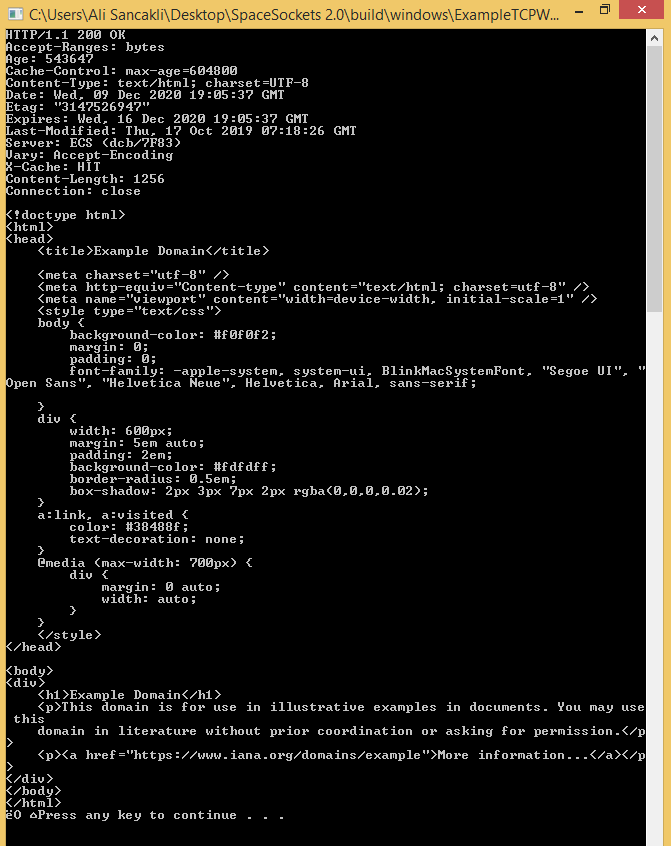 C:\Users\Ali Sancakli\Desktop\SpaceSockets 2.0\build\windows\ExampleTCPW...
HTTP/1.1 200 OK
Accept-Ranges: bytes
Age: 543647
Cache-Control: max-age=604800
Content-Type: text/html; charset=UTF-8
Date: Wed, 09 Dec 2020 19:05:37 GMT
Etag: "3147526947"
Expires: Wed, 16 Dec 2020 19:05:37 GMT
Last-Modified: Thu, 17 Oct 2019 07:18:26 GMT
Server: ECS (dcb/7F83)
Vary: Accept-Encoding
X-Cache: HIT
Content-Length: 1256
Connection: close

<!doctype html>
<html>
<head>
    <title>Example Domain</title>

    <meta charset="utf-8" />
    <meta http-equiv="Content-type" content="text/html; charset=utf-8" />
    <meta name="viewport" content="width=device-width, initial-scale=1" />
    <style type="text/css">
    body {
        background-color: #f0f0f2;
        margin: 0;
        padding: 0;
        font-family: -apple-system, system-ui, BlinkMacSystemFont, "Segoe UI", "
Open Sans", "Helvetica Neue", Helvetica, Arial, sans-serif;

    }
    div {
        width: 600px;
        margin: 5em auto;
        padding: 2em;
        background-color: #fdfdff;
        border-radius: 0.5em;
        box-shadow: 2px 3px 7px 2px rgba(0,0,0,0.02);
    }
    a:link, a:visited {
        color: #38488f;
        text-decoration: none;
    }
    @media (max-width: 700px) {
        div {
            margin: 0 auto;
            width: auto;
        }
    }
    </style>
</head>

<body>
<div>
    <h1>Example Domain</h1>
    <p>This domain is for use in illustrative examples in documents. You may use
 this
    domain in literature without prior coordination or asking for permission.</p
>
    <p><a href="https://www.iana.org/domains/example">More information...</a></p
>
</div>
</body>
</html>
ëO ⌂Press any key to continue . . .